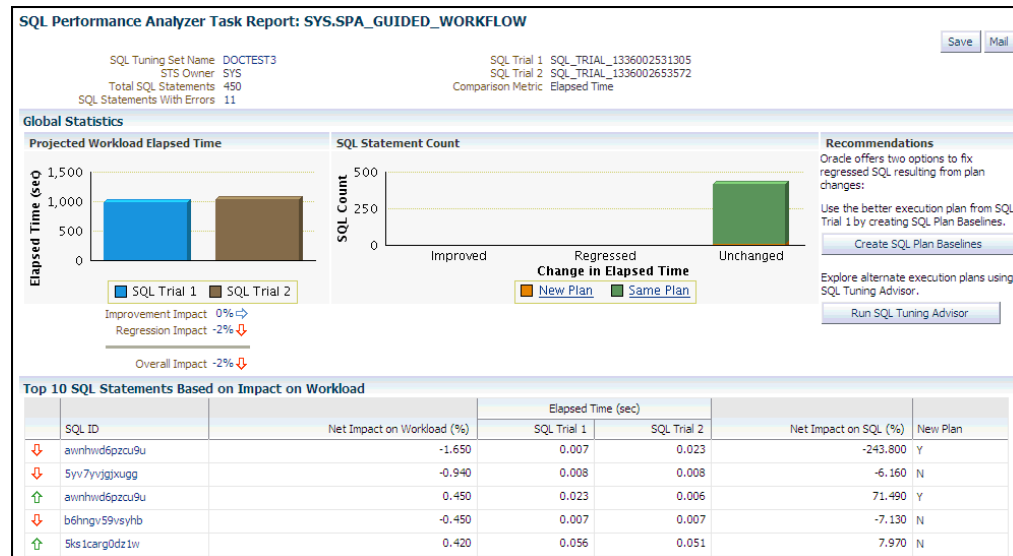 SQL Performance Analyzer Task Report: SYS.SPA_GUIDED_WORKFLOW
Save Mail
SQL Tuning Set Name DOCTEST3
STS Owner SYS
Total SQL Statements 450
SQL Statements With Errors 11
SQL Trial 1 SQL_TRIAL_1336002531305
SQL Trial 2 SQL_TRIAL_1336002653572
Comparison Metric Elapsed Time
Global Statistics
Projected Workload Elapsed Time
Elapsed Time (sec)
1,500
1,000
500
0
SQL Trial 1 SQL Trial 2
Improvement Impact 0%
Regression Impact -2%
Overall Impact -2%
SQL Statement Count
SQL Count
500
250
0
Improved Regressed Unchanged
Change in Elapsed Time
New Plan Same Plan
Recommendations
Oracle offers two options to fix
regressed SQL resulting from plan
changes:
Use the better execution plan from SQL
Trial 1 by creating SQL Plan Baselines.
Create SQL Plan Baselines
Explore alternate execution plans using
SQL Tuning Advisor.
Run SQL Tuning Advisor
Top 10 SQL Statements Based on Impact on Workload
Elapsed Time (sec)
SQL ID Net Impact on Workload (%) SQL Trial 1 SQL Trial 2 Net Impact on SQL (%) New Plan
awnhwd6pzcu9u -1.650 0.007 0.023 -243.800 Y
5yv7yvjgjxugg -0.940 0.008 0.008 -6.160 N
awnhwd6pzcu9u 0.450 0.023 0.006 71.490 Y
b6hngv59vsyhb -0.450 0.007 0.007 -7.130 N
5ks1carg0dz1w 0.420 0.056 0.051 7.970 N